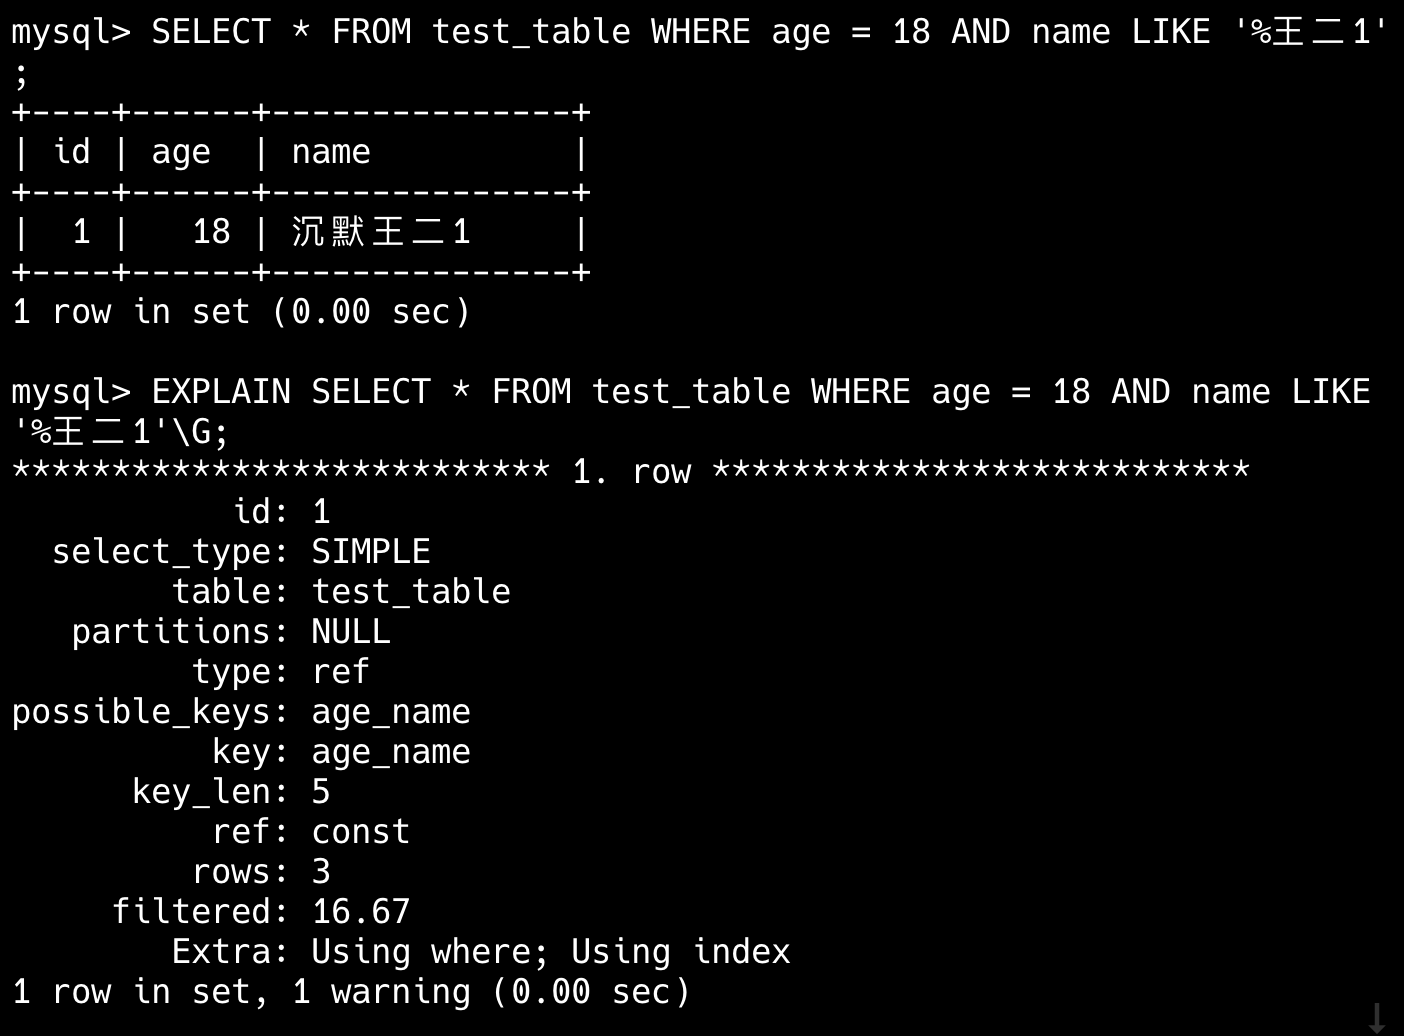 mysql> SELECT * FROM test_table WHERE age = 18 AND name LIKE '%王二1'
;
+----+------+---------------+
| id | age  | name          |
+----+------+---------------+
|  1 |   18 | 沉默王二1     |
+----+------+---------------+
1 row in set (0.00 sec)

mysql> EXPLAIN SELECT * FROM test_table WHERE age = 18 AND name LIKE
'%王二1'\G;
*************************** 1. row ***************************
           id: 1
  select_type: SIMPLE
        table: test_table
   partitions: NULL
         type: ref
possible_keys: age_name
          key: age_name
      key_len: 5
          ref: const
         rows: 3
     filtered: 16.67
        Extra: Using where; Using index
1 row in set, 1 warning (0.00 sec)